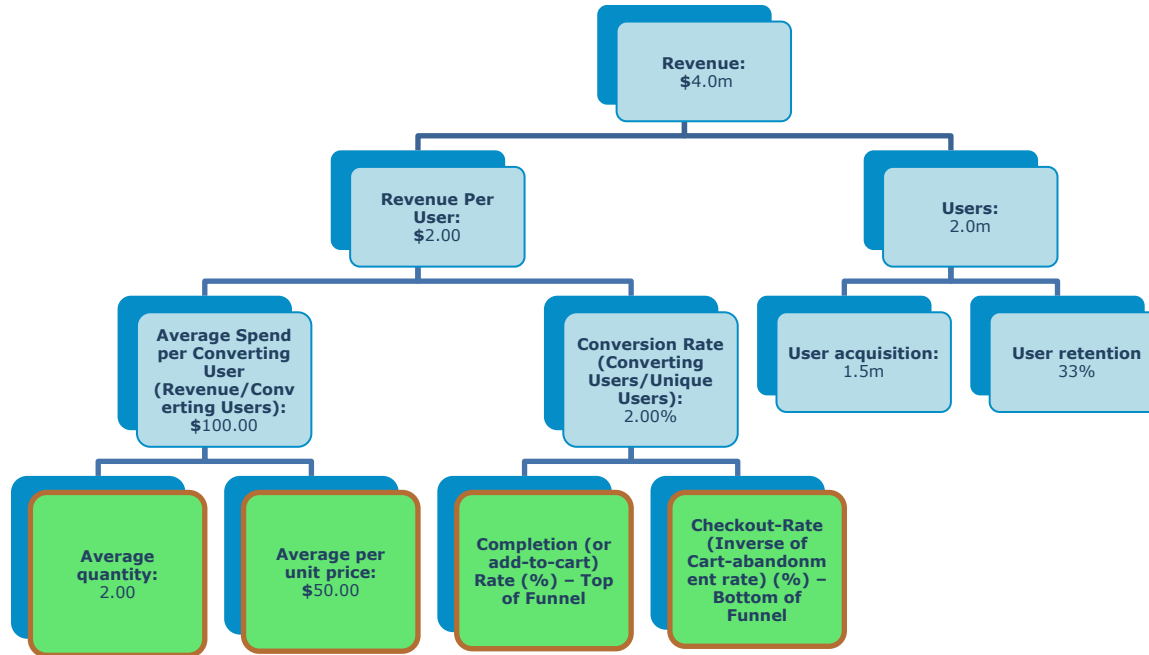 Revenue:
$4.0m
Revenue Per
User:
$2.00
Users:
2.0m
Average Spend
per Converting
User
(Revenue/Conv
erting Users):
$100.00
Conversion Rate
(Converting
Users/Unique
Users):
2.00%
User acquisition:
1.5m
User retention
33%
Average
quantity:
2.00
Average per
unit price:
$50.00
Completion (or
add-to-cart)
Rate (%) – Top
of Funnel
Checkout-Rate
(Inverse of
Cart-abandonm
ent rate) (%) –
Bottom of
Funnel